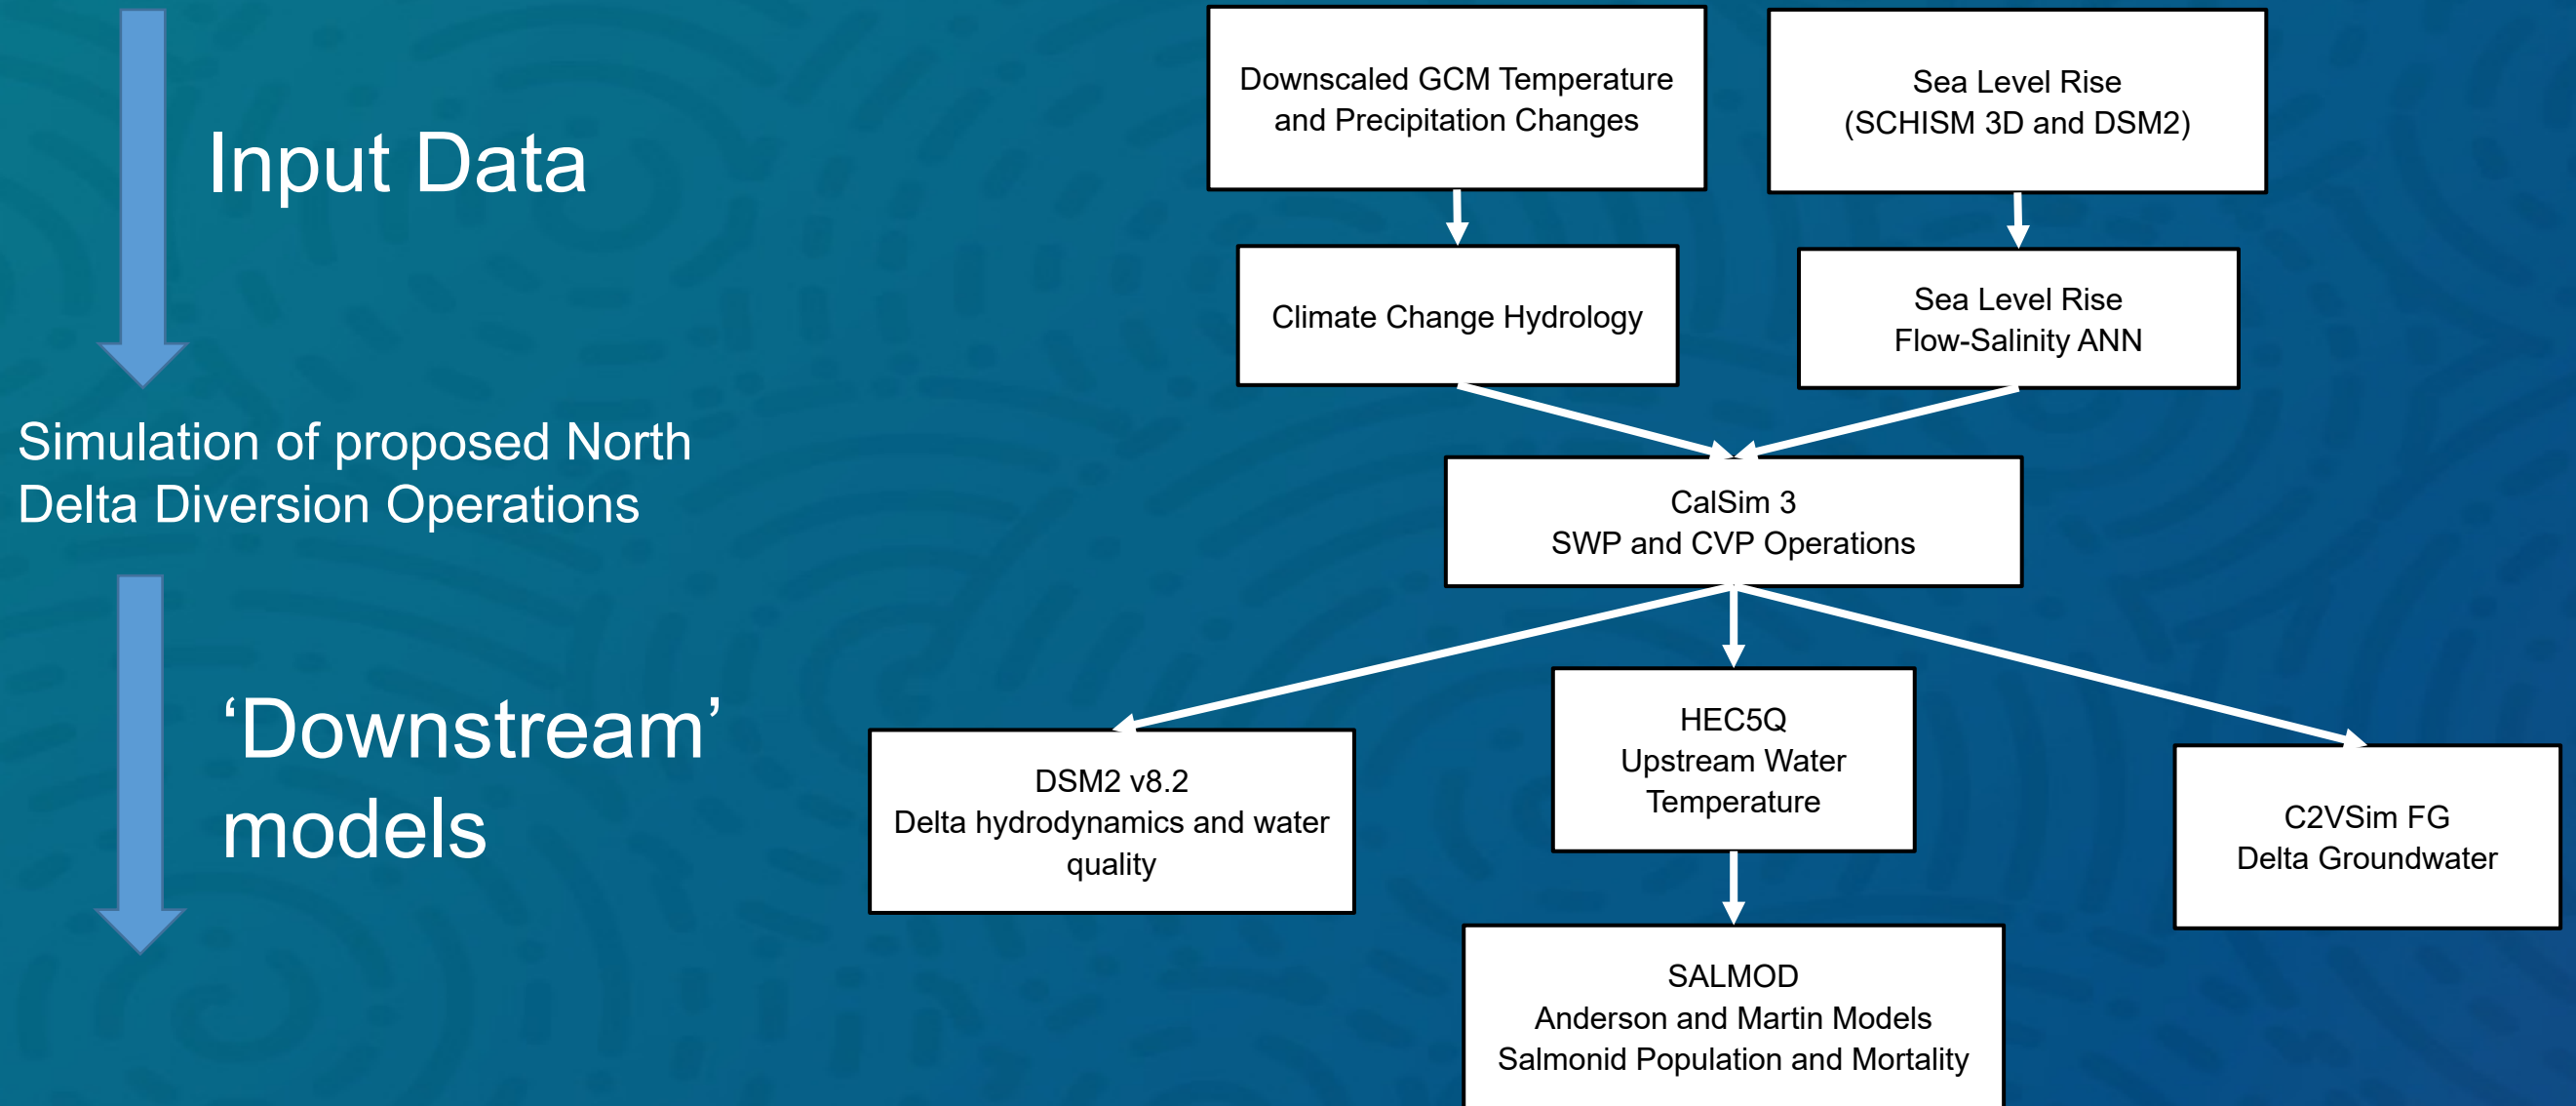 Input Data
Simulation of proposed North
Delta Diversion Operations
‘Downstream’
models
Downscaled GCM Temperature
and Precipitation Changes
Sea Level Rise
(SCHISM 3D and DSM2)
Climate Change Hydrology
Sea Level Rise
Flow-Salinity ANN
CalSim 3
SWP and CVP Operations
DSM2 v8.2
Delta hydrodynamics and water
quality
HEC5Q
Upstream Water
Temperature
C2VSim FG
Delta Groundwater
SALMOD
Anderson and Martin Models
Salmonid Population and Mortality